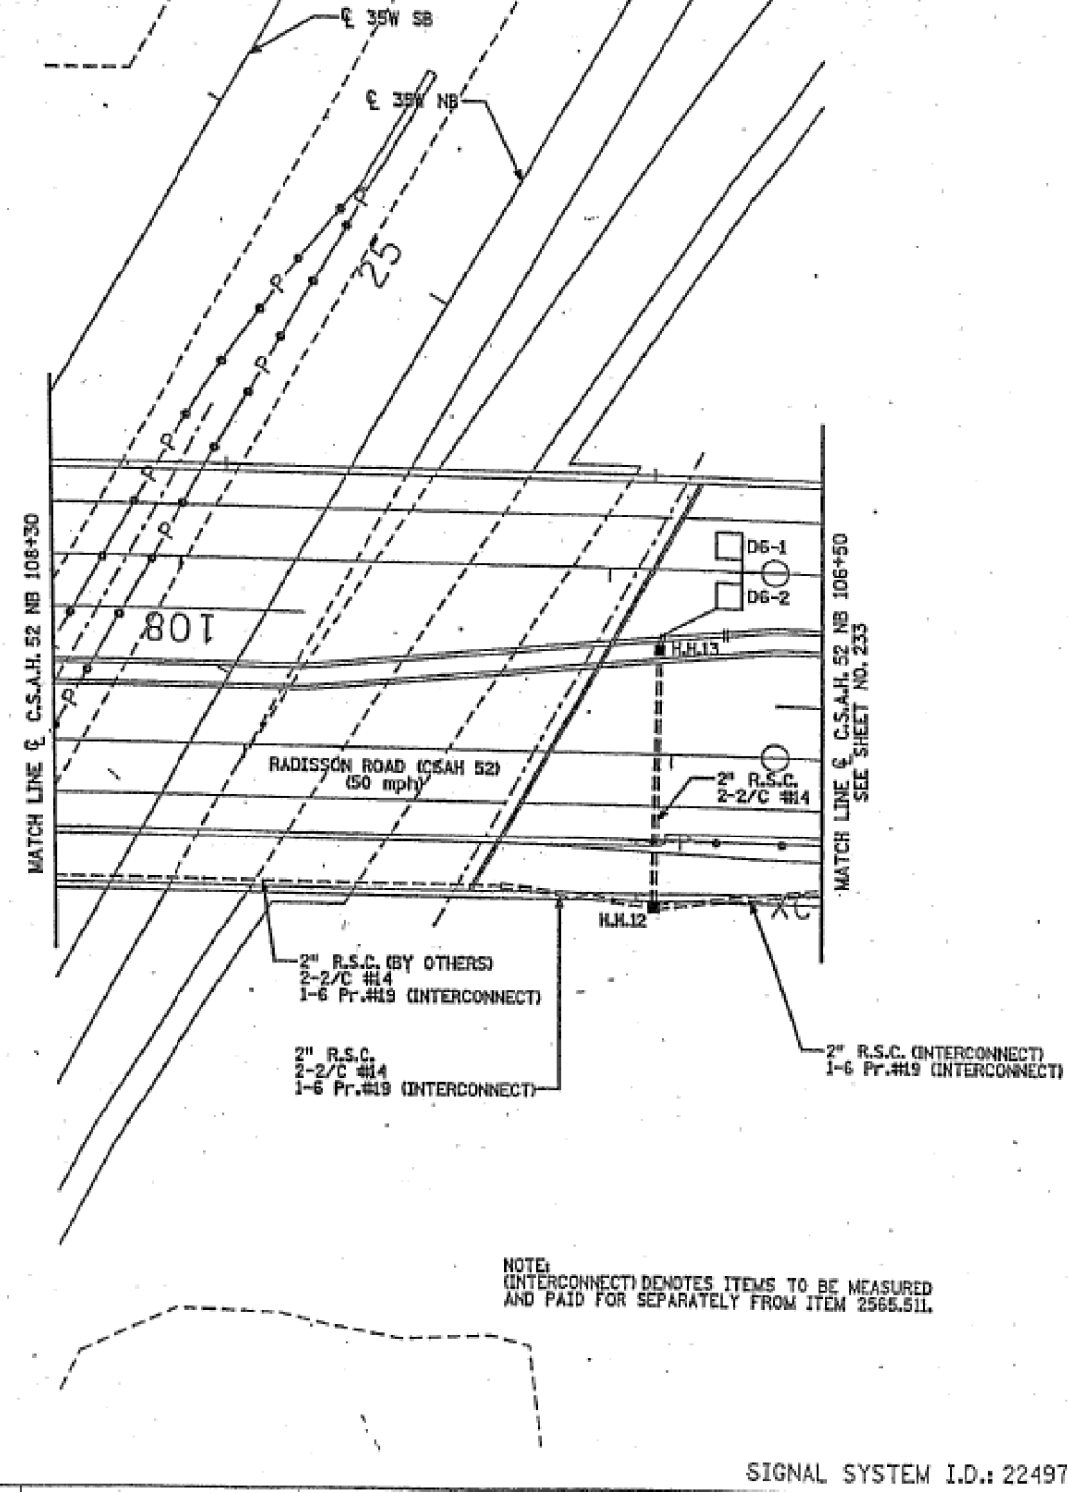 ℄ 35W SB
℄ 35W NB
P
25
P
P
P
P
P
108
P
MATCH LINE ℄ C.S.A.H. 52 NB 108+30
D6-1
D6-2
H.H.13
MATCH LINE ℄ C.S.A.H. 52 NB 106+50
SEE SHEET NO. 233
RADISSON ROAD (CSAH 52)
(50 mph)
2" R.S.C.
2-2/C #14
P
H.H.12
XC
2" R.S.C. (BY OTHERS)
2-2/C #14
1-6 Pr.#19 (INTERCONNECT)
2" R.S.C.
2-2/C #14
1-6 Pr.#19 (INTERCONNECT)
2" R.S.C. (INTERCONNECT)
1-6 Pr.#19 (INTERCONNECT)
NOTE:
(INTERCONNECT) DENOTES ITEMS TO BE MEASURED
AND PAID FOR SEPARATELY FROM ITEM 2565.511.
SIGNAL SYSTEM I.D.: 22497